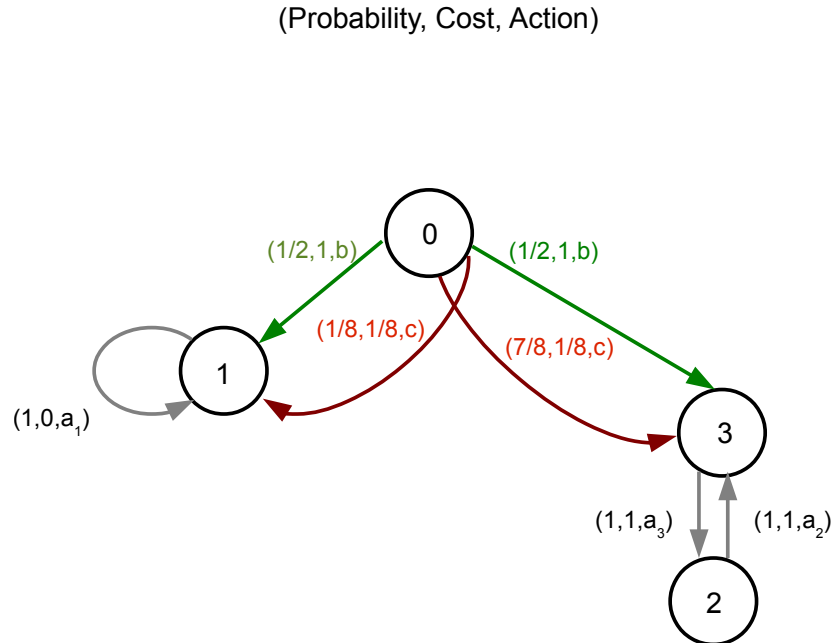 (Probability, Cost, Action)
0
(1/2,1,b)
(1/2,1,b)
(1/8,1/8,c)
(7/8,1/8,c)
1
(1,0,a₁)
3
(1,1,a₃)
(1,1,a₂)
2